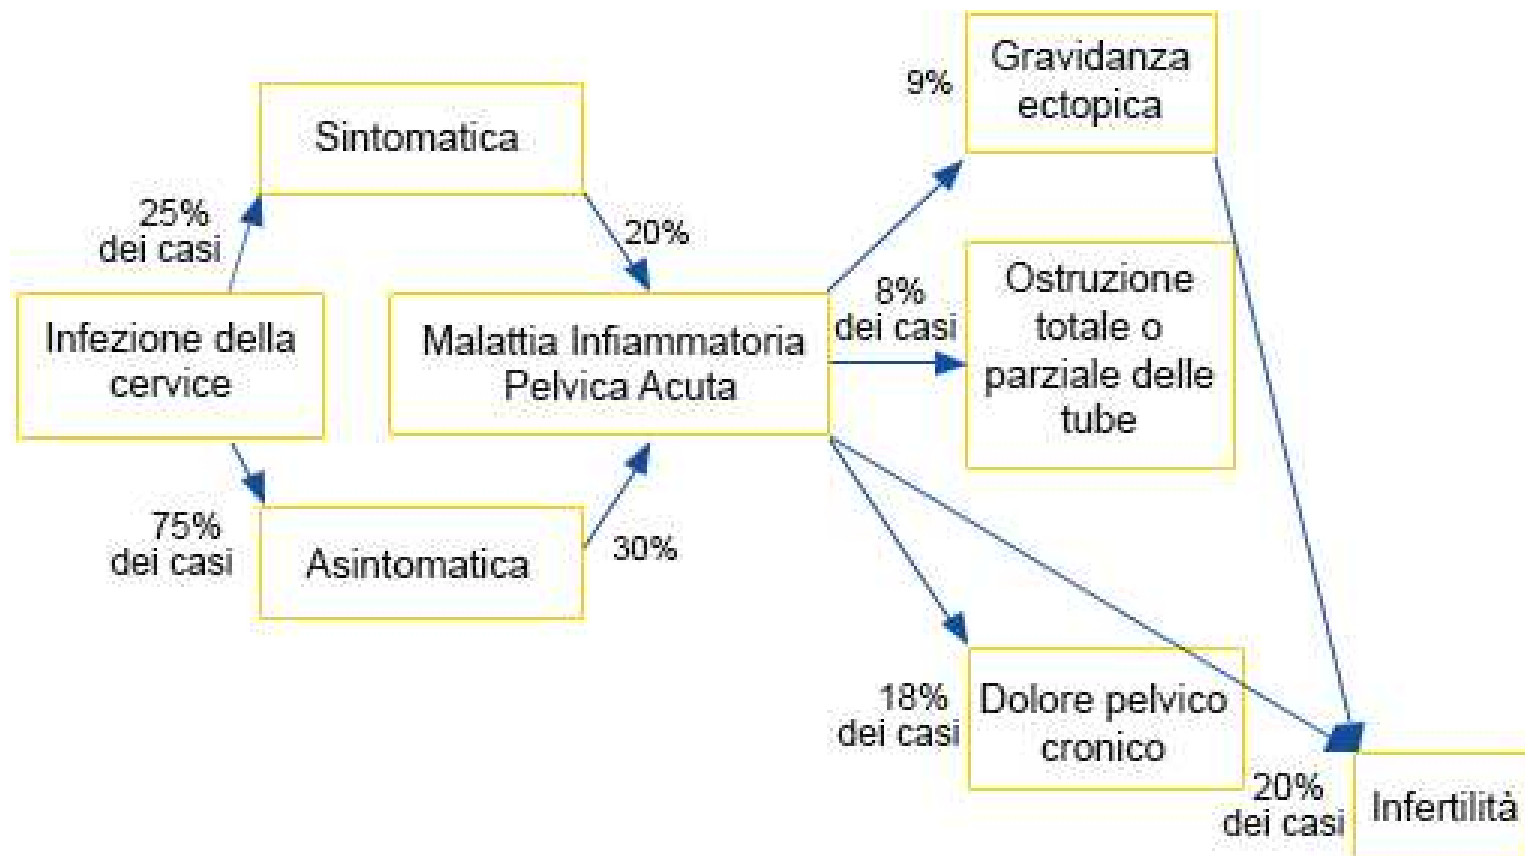 Gravidanza
ectopica
9%
Sintomatica
25%
dei casi
20%
Infezione della
cervice
Malattia Infiammatoria
Pelvica Acuta
8%
dei casi
Ostruzione
totale o
parziale delle
tube
75%
dei casi
Asintomatica
30%
18%
dei casi
Dolore pelvico
cronico
20%
dei casi
Infertilità